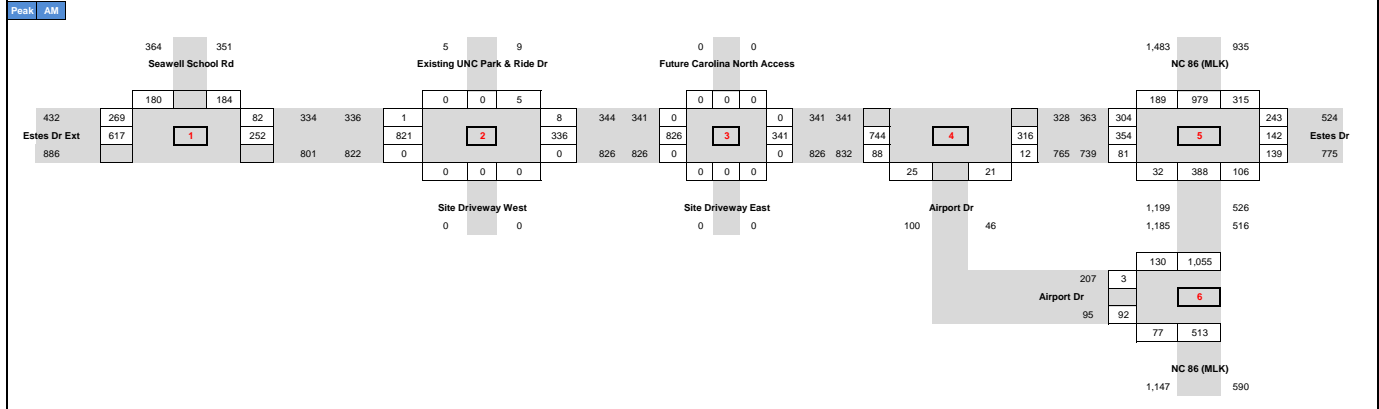 Peak AM
364 351 5 9 0 0 1,483 935
Seawell School Rd Existing UNC Park & Ride Dr Future Carolina North Access NC 86 (MLK)
180 184 0 0 5 0 0 0 189 979 315
432 269 82 334 336 1 8 344 341 0 0 341 341 328 363 304 243 524
Estes Dr Ext 617 1 252 821 2 336 826 3 341 744 4 316 354 5 142 Estes Dr
886 801 822 0 0 826 826 0 0 826 832 88 12 765 739 81 139 775
0 0 0 0 0 0 25 21 32 388 106
Site Driveway West Site Driveway East Airport Dr 1,199 526
0 0 0 0 100 46 1,185 516
130 1,055
207 3
Airport Dr 6
95 92
77 513
NC 86 (MLK)
1,147 590